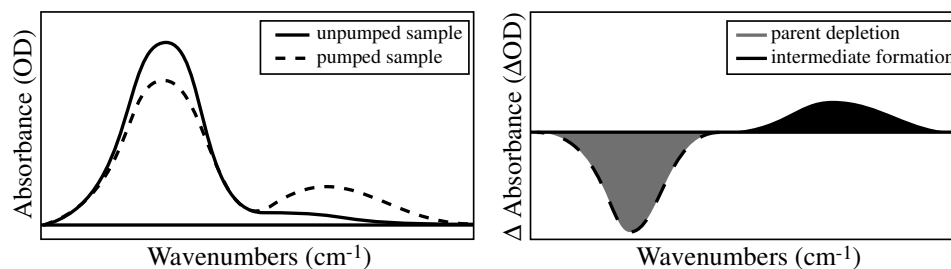 Absorbance (OD)
unpumped sample
pumped sample
Wavenumbers (cm-1)
Δ Absorbance (ΔOD)
parent depletion
intermediate formation
Wavenumbers (cm-1)